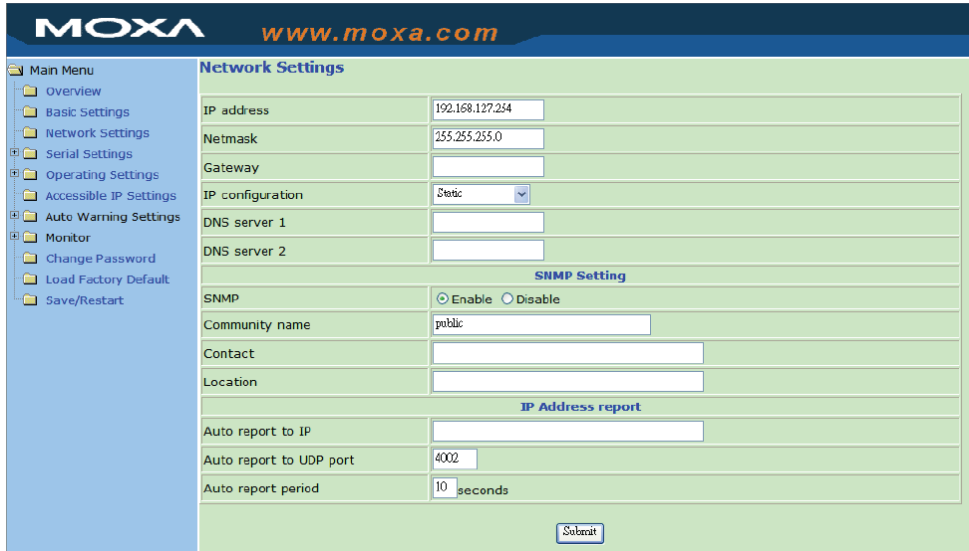 MOXA www.moxa.com
Main Menu
Overview
Basic Settings
Network Settings
Serial Settings
Operating Settings
Accessible IP Settings
Auto Warning Settings
Monitor
Change Password
Load Factory Default
Save/Restart
Network Settings
IP address 192.168.127.254
Netmask 255.255.255.0
Gateway
IP configuration Static
DNS server 1
DNS server 2
SNMP Setting
SNMP Enable Disable
Community name public
Contact
Location
IP Address report
Auto report to IP
Auto report to UDP port 4002
Auto report period 10 seconds
Submit